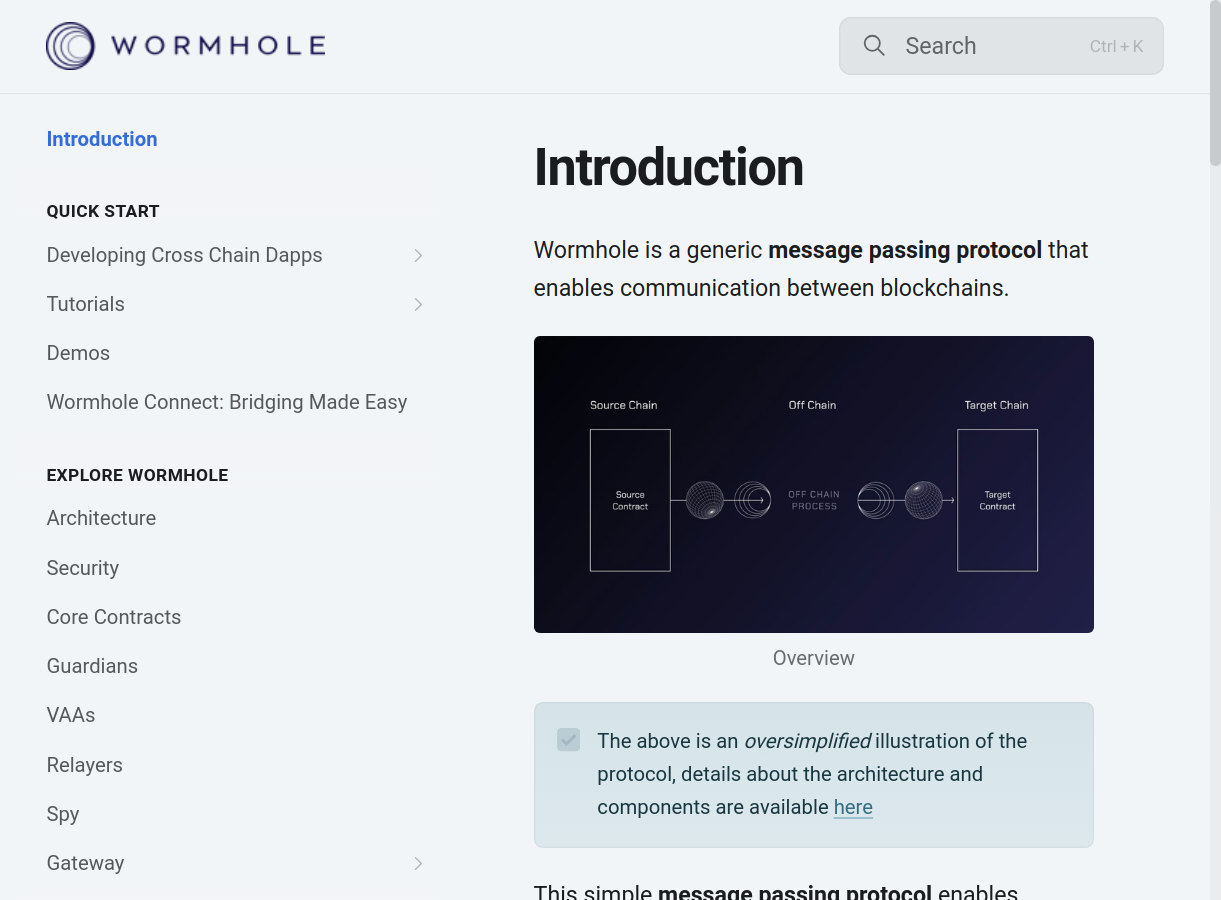 WORMHOLE
Search
Ctrl + K
Introduction
QUICK START
Developing Cross Chain Dapps
Tutorials
Demos
Wormhole Connect: Bridging Made Easy
EXPLORE WORMHOLE
Architecture
Security
Core Contracts
Guardians
VAAs
Relayers
Spy
Gateway
Introduction
Wormhole is a generic message passing protocol that
enables communication between blockchains.
Source Chain
Off Chain
Target Chain
Source
Contract
OFF CHAIN
PROCESS
Target
Contract
Overview
The above is an oversimplified illustration of the
protocol, details about the architecture and
components are available here
This simple message passing protocol enables